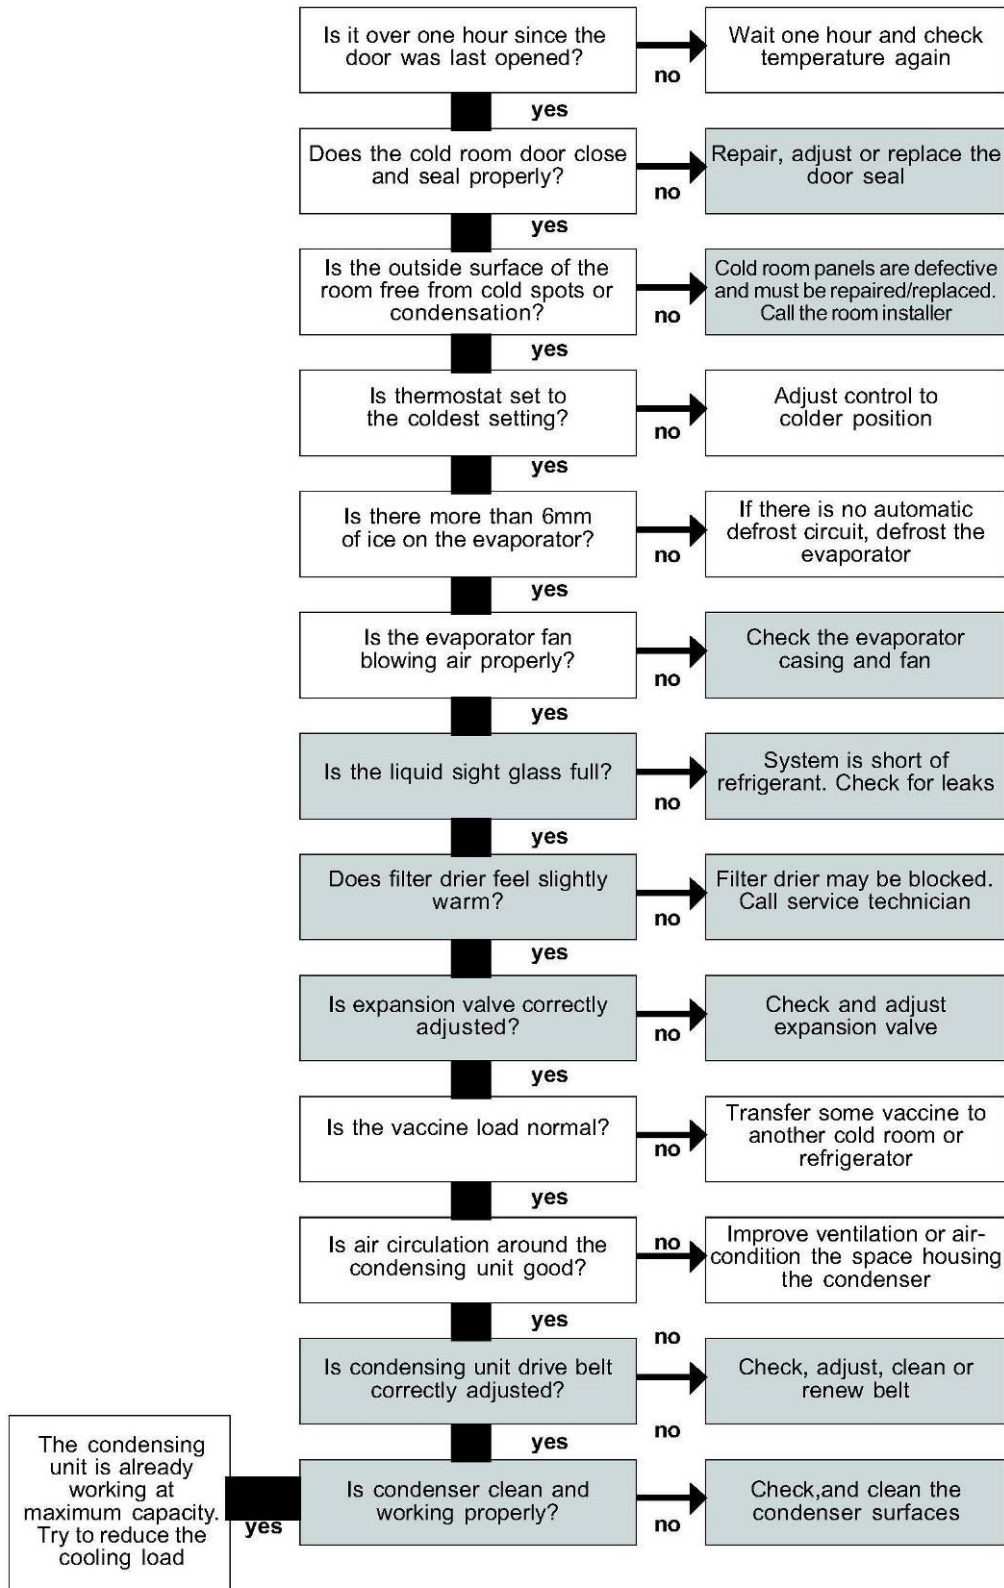 Is it over one hour since the
door was last opened?
no
Wait one hour and check
temperature again
yes
Does the cold room door close
and seal properly?
no
Repair, adjust or replace the
door seal
yes
Is the outside surface of the
room free from cold spots or
condensation?
no
Cold room panels are defective
and must be repaired/replaced.
Call the room installer
yes
Is thermostat set to
the coldest setting?
no
Adjust control to
colder position
yes
Is there more than 6mm
of ice on the evaporator?
no
If there is no automatic
defrost circuit, defrost the
evaporator
yes
Is the evaporator fan
blowing air properly?
no
Check the evaporator
casing and fan
yes
Is the liquid sight glass full?
no
System is short of
refrigerant. Check for leaks
yes
Does filter drier feel slightly
warm?
no
Filter drier may be blocked.
Call service technician
yes
Is expansion valve correctly
adjusted?
no
Check and adjust
expansion valve
yes
Is the vaccine load normal?
no
Transfer some vaccine to
another cold room or
refrigerator
yes
Is air circulation around the
condensing unit good?
no
Improve ventilation or air-
condition the space housing
the condenser
yes
no
Is condensing unit drive belt
correctly adjusted?
Check, adjust, clean or
renew belt
no
yes
Is condenser clean and
working properly?
no
Check,and clean the
condenser surfaces
yes
The condensing
unit is already
working at
maximum capacity.
Try to reduce the
cooling load